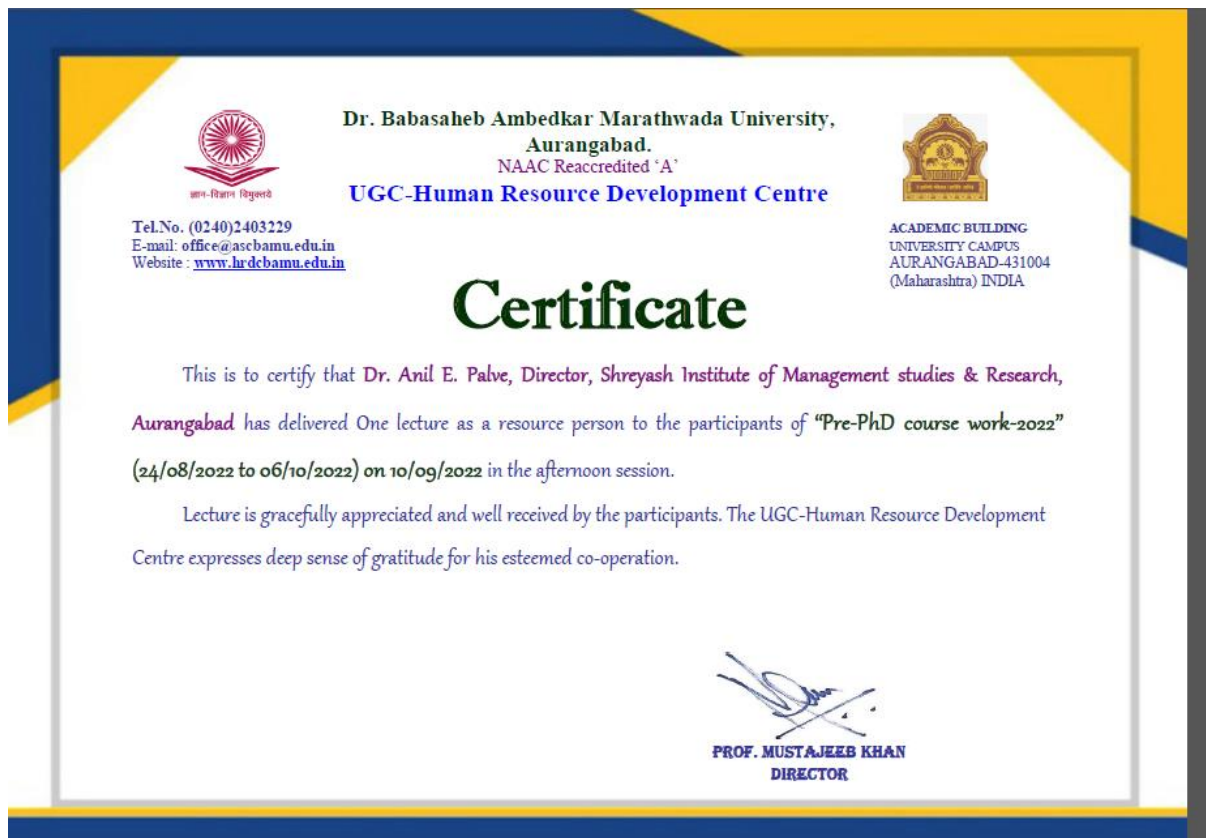 Dr. Babasaheb Ambedkar Marathwada University,
Aurangabad.
NAAC Reaccredited ‘A’
UGC-Human Resource Development Centre
ज्ञान-विज्ञान विमुक्तये
Tel.No. (0240)2403229
E-mail: office@ascbamu.edu.in
Website : www.hrdcbamu.edu.in
ACADEMIC BUILDING
UNIVERSITY CAMPUS
AURANGABAD-431004
(Maharashtra) INDIA
Certificate
This is to certify that Dr. Anil E. Palve, Director, Shreyash Institute of Management studies & Research,
Aurangabad has delivered One lecture as a resource person to the participants of “Pre-PhD course work-2022”
(24/08/2022 to 06/10/2022) on 10/09/2022 in the afternoon session.
Lecture is gracefully appreciated and well received by the participants. The UGC-Human Resource Development
Centre expresses deep sense of gratitude for his esteemed co-operation.
PROF. MUSTAJEEB KHAN
DIRECTOR